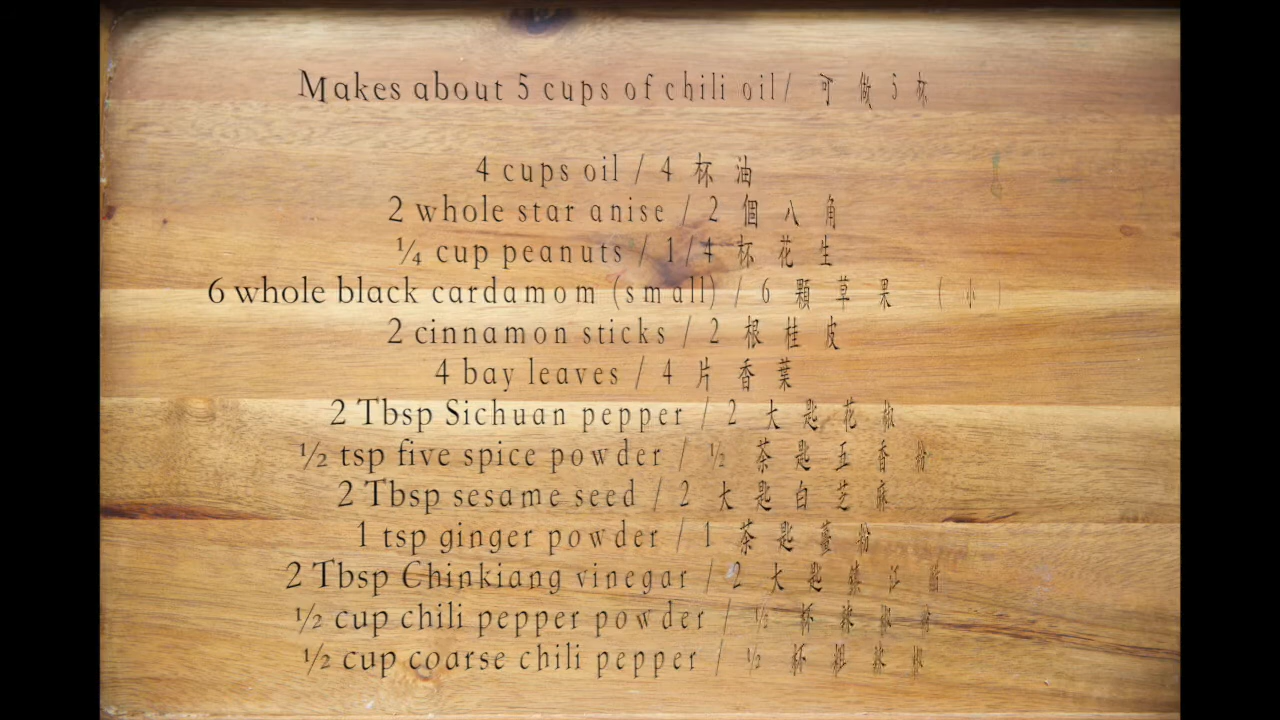 Makes about 5 cups of chili oil/ 可做5杯
4 cups oil / 4 杯油
2 whole star anise / 2 個八角
¼ cup peanuts / 1/4 杯花生
6 whole black cardamom (small) / 6 顆草果 (小)
2 cinnamon sticks / 2 根桂皮
4 bay leaves / 4 片香葉
2 Tbsp Sichuan pepper / 2 大匙花椒
½ tsp five spice powder / ½ 茶匙五香粉
2 Tbsp sesame seed / 2 大匙白芝麻
1 tsp ginger powder / 1 茶匙薑粉
2 Tbsp Chinkiang vinegar / 2 大匙鎮江醋
½ cup chili pepper powder / ½ 杯辣椒粉
½ cup coarse chili pepper / ½ 杯粗辣椒